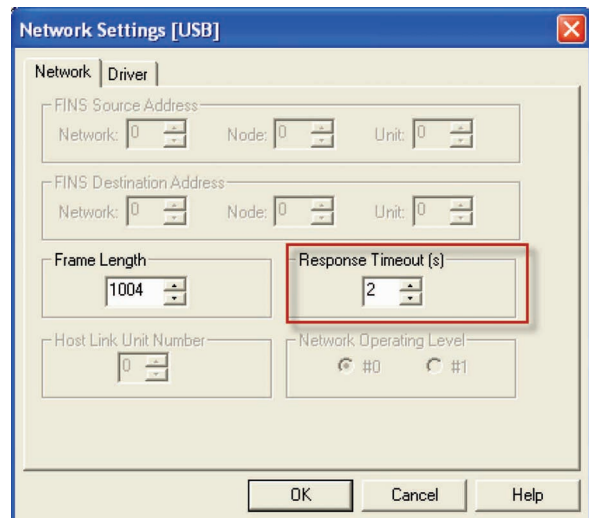 Network Settings [USB]
Network Driver
FINS Source Address
Network: 0 Node: 0 Unit: 0
FINS Destination Address
Network: 0 Node: 0 Unit: 0
Frame Length Response Timeout (s)
1004 2
Host Link Unit Number Network Operating Level
0 #0 #1
OK Cancel Help